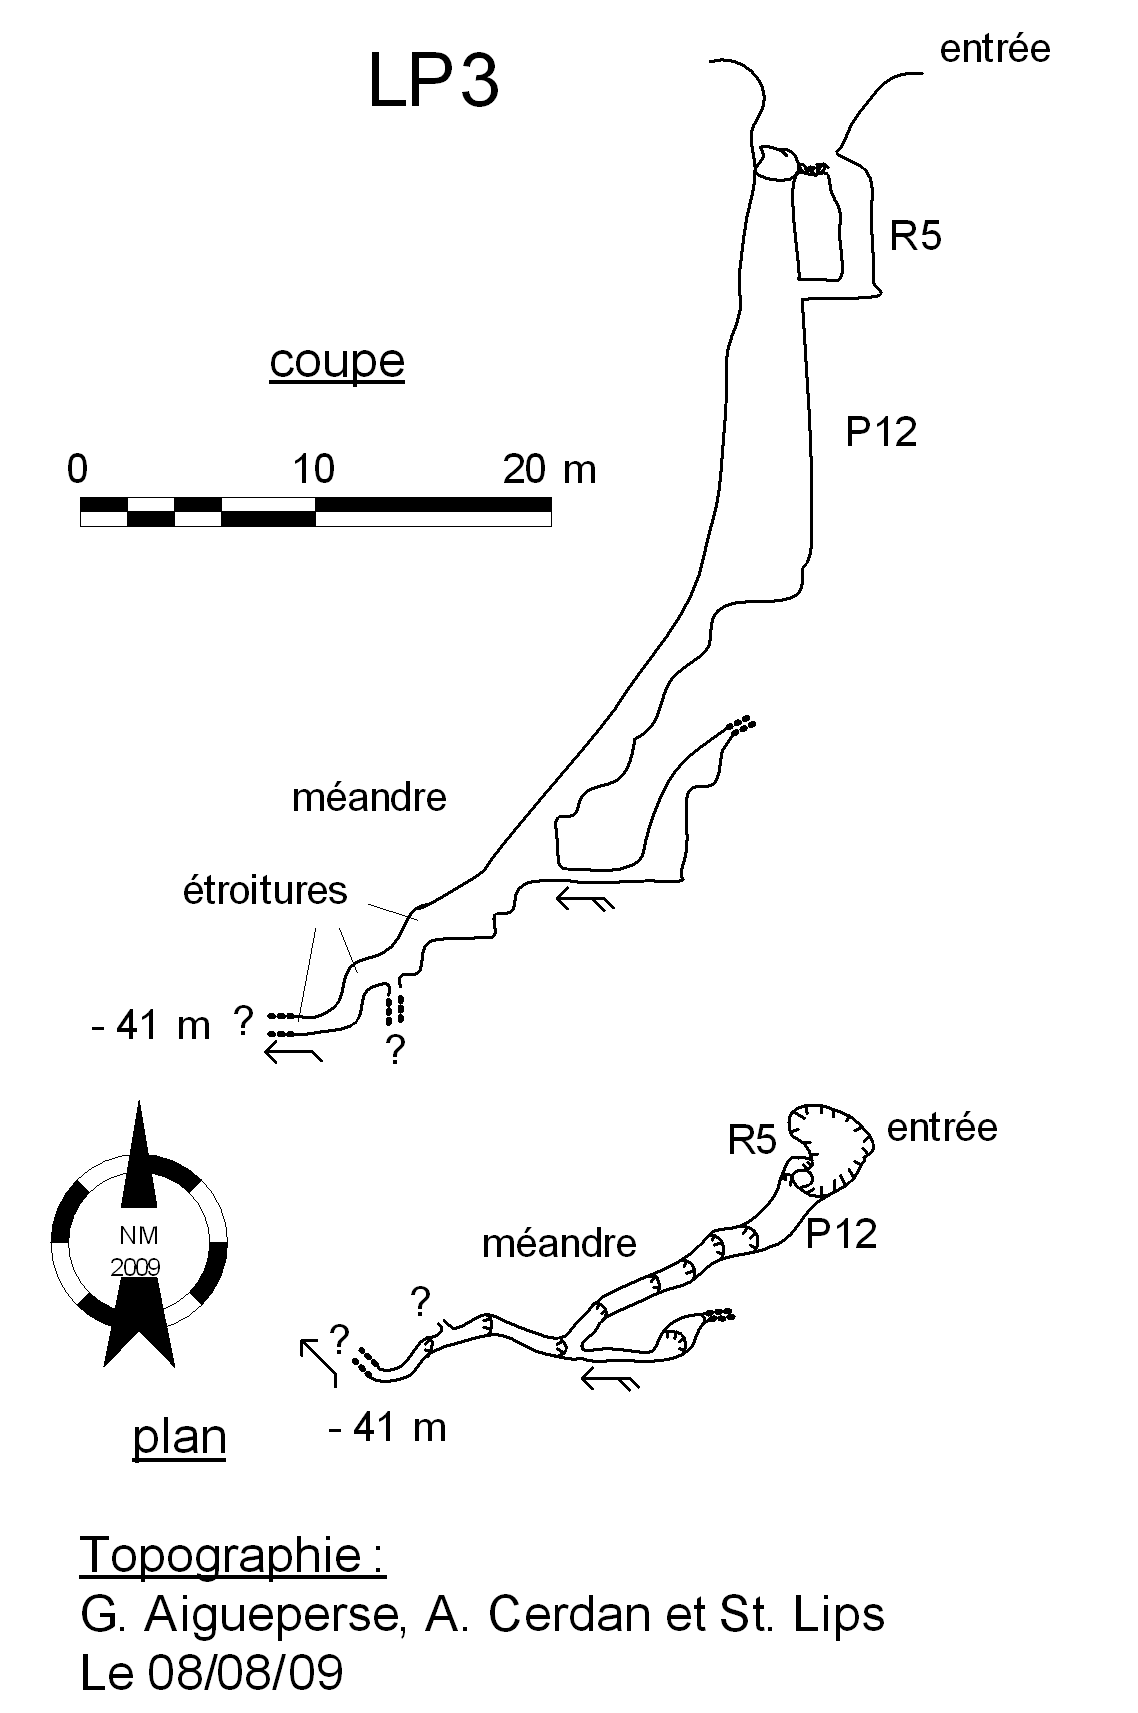 LP3
entrée
R5
coupe
P12
0 10 20 m
méandre
étroitures
- 41 m ?
?
entrée
R5
P12
NM
2009
méandre
?
?
- 41 m
plan
Topographie :
G. Aigueperse, A. Cerdan et St. Lips
Le 08/08/09